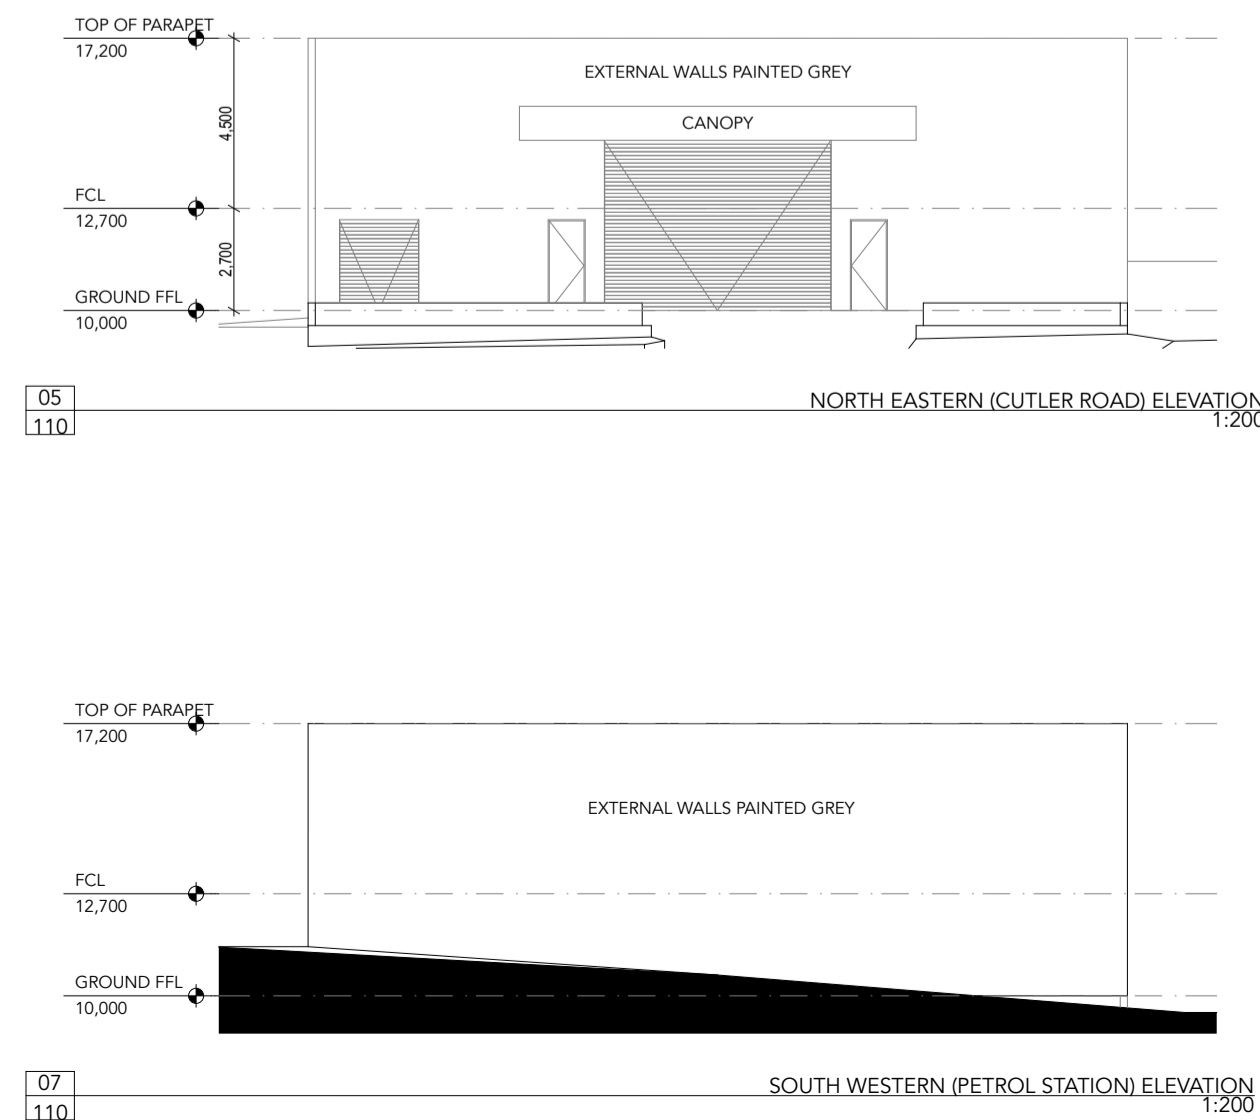 TOP OF PARAPET
17,200
EXTERNAL WALLS PAINTED GREY
4,500
CANOPY
FCL
12,700
2,700
GROUND FFL
10,000
05
110
NORTH EASTERN (CUTLER ROAD) ELEVATION
1:200
TOP OF PARAPET
17,200
EXTERNAL WALLS PAINTED GREY
FCL
12,700
GROUND FFL
10,000
07
110
SOUTH WESTERN (PETROL STATION) ELEVATION
1:200